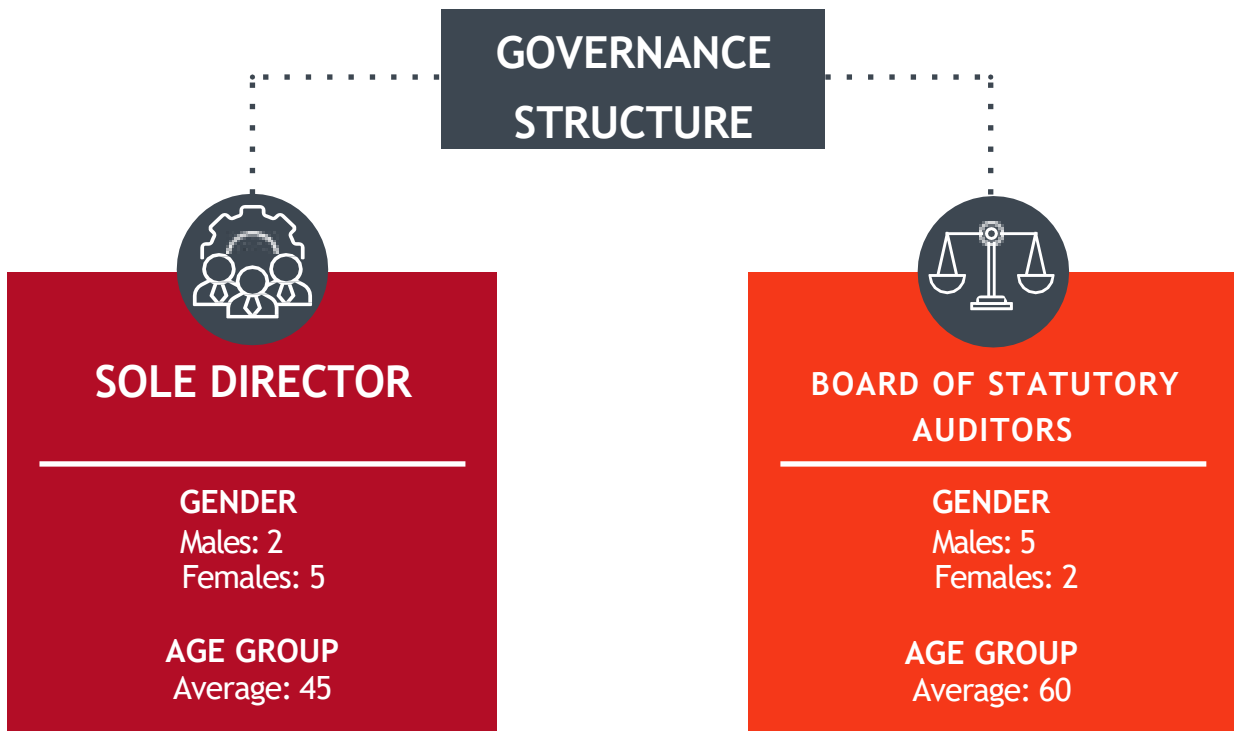 GOVERNANCE
STRUCTURE
SOLE DIRECTOR
GENDER
Males: 2
Females: 5
AGE GROUP
Average: 45
BOARD OF STATUTORY
AUDITORS
GENDER
Males: 5
Females: 2
AGE GROUP
Average: 60